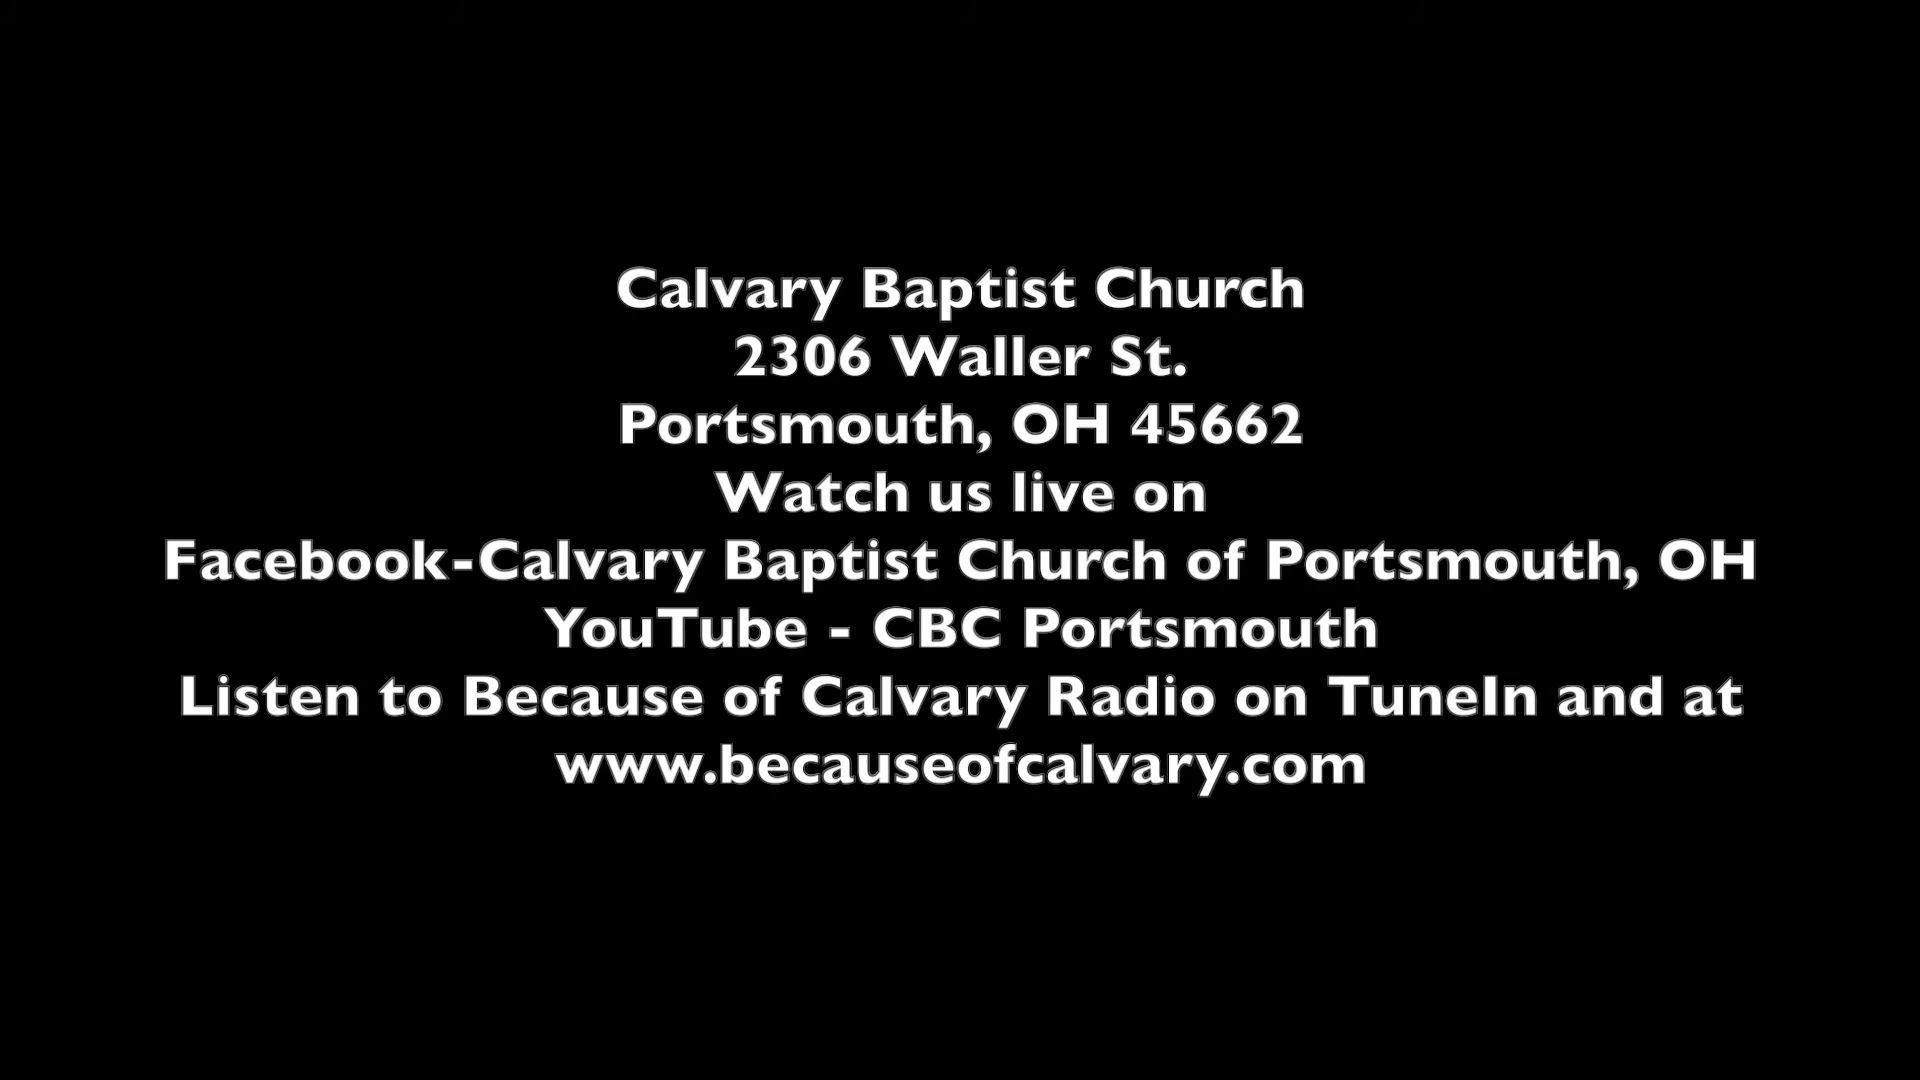 Calvary Baptist Church
2306 Waller St.
Portsmouth, OH 45662
Watch us live on
Facebook-Calvary Baptist Church of Portsmouth, OH
YouTube - CBC Portsmouth
Listen to Because of Calvary Radio on TuneIn and at
www.becauseofcalvary.com